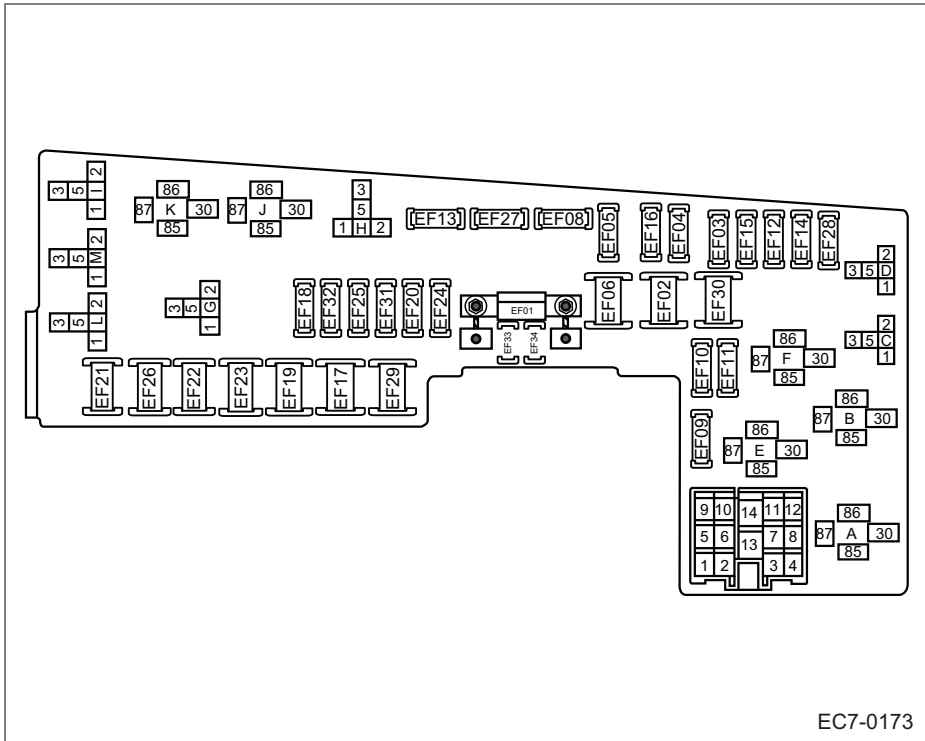 3 5 I 2 1
86 87 K 30 85
86 87 J 30 85
3 5 1 H 2
EF13 EF27 EF08
EF05
EF16 EF04
EF03 EF15 EF12 EF14 EF28
3 5 M 2 1
3 5 D 2 1
3 5 G 2 1
EF18 EF32 EF25 EF31 EF20 EF24
EF01
EF33 EF34
EF06 EF02 EF30
3 5 L 2 1
3 5 C 2 1
EF10 EF11
86 87 F 30 85
EF21 EF26 EF22 EF23 EF19 EF17 EF29
86 87 B 30 85
EF09
86 87 E 30 85
9 10 14 11 12
5 6 13 7 8
1 2 3 4
86 87 A 30 85
EC7-0173